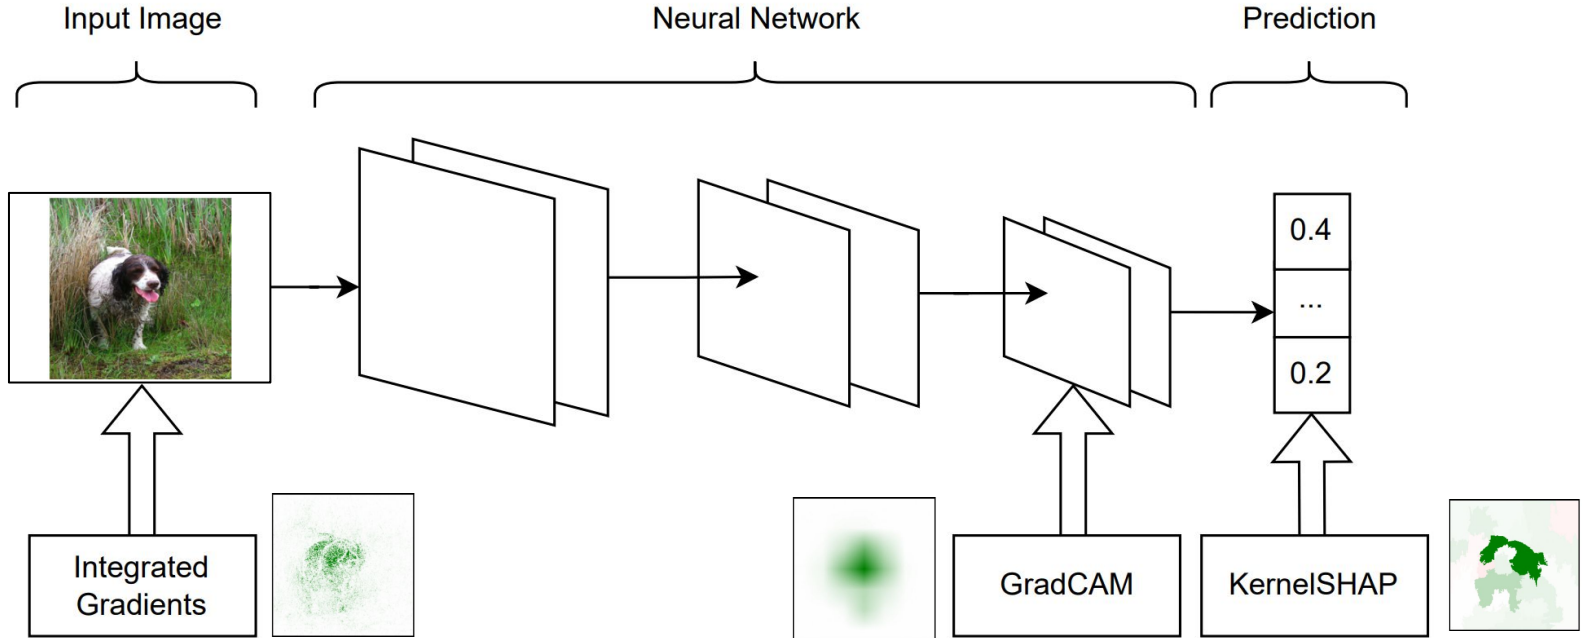 Input Image
Neural Network
Prediction
0.4
...
0.2
Integrated
Gradients
GradCAM
KernelSHAP